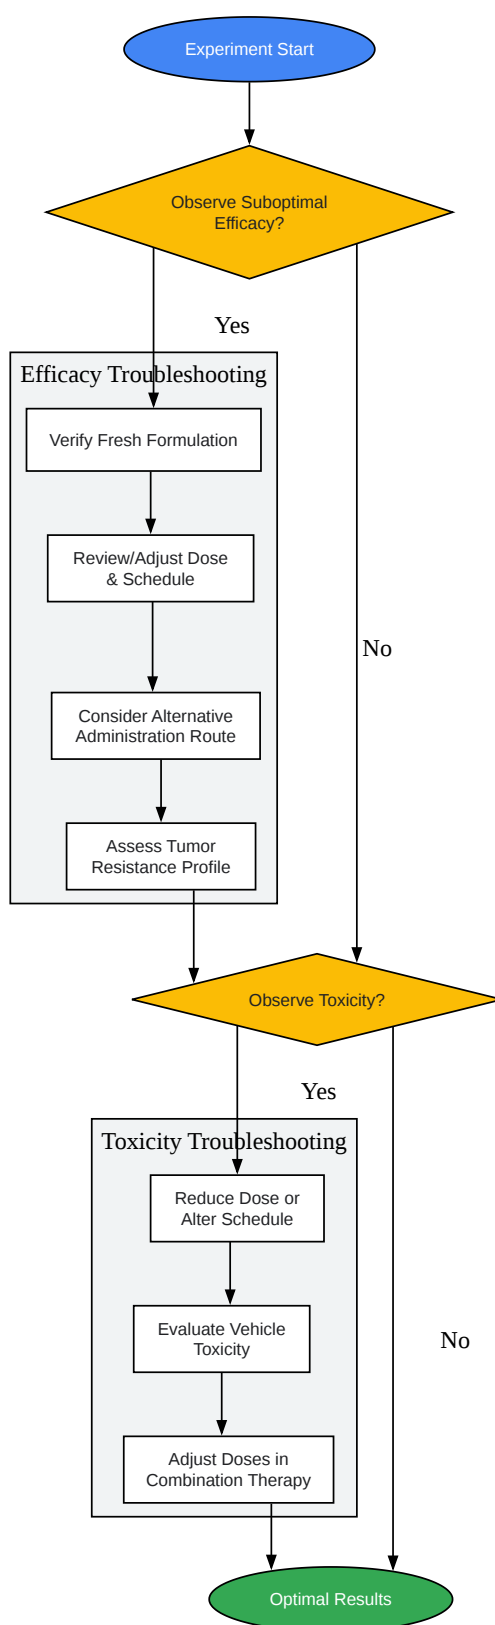 Experiment Start
Observe Suboptimal
Efficacy?
Yes
Efficacy Troubleshooting
Verify Fresh Formulation
Review/Adjust Dose
& Schedule
No
Consider Alternative
Administration Route
Assess Tumor
Resistance Profile
Observe Toxicity?
Yes
Toxicity Troubleshooting
Reduce Dose or
Alter Schedule
Evaluate Vehicle
Toxicity
No
Adjust Doses in
Combination Therapy
Optimal Results